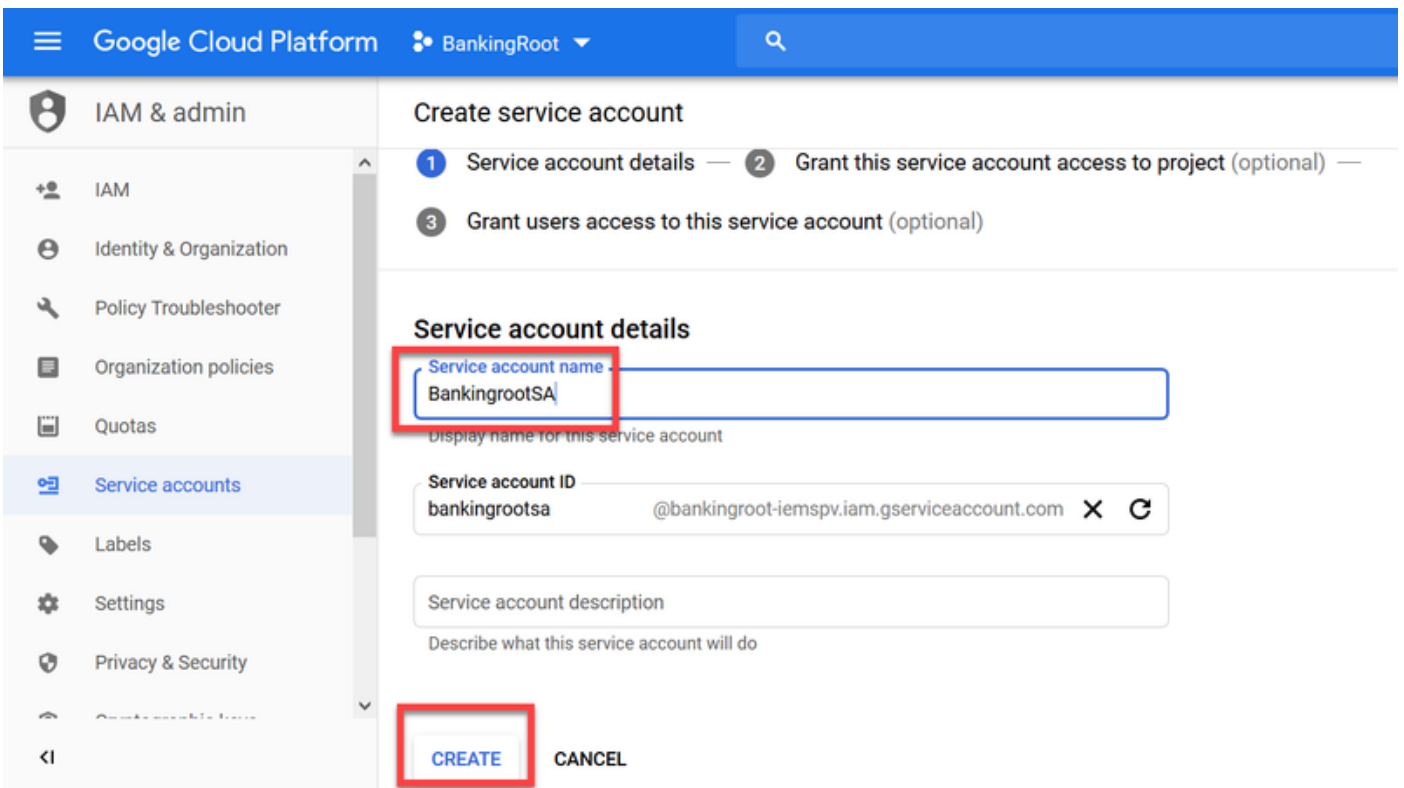 Google Cloud Platform BankingRoot
IAM & admin
IAM
Identity & Organization
Policy Troubleshooter
Organization policies
Quotas
Service accounts
Labels
Settings
Privacy & Security
Create service account
1 Service account details — 2 Grant this service account access to project (optional) —
3 Grant users access to this service account (optional)
Service account details
Service account name
BankingrootSA
Display name for this service account
Service account ID
bankingrootsa @bankingroot-iemspv.iam.gserviceaccount.com
Service account description
Describe what this service account will do
CREATE CANCEL